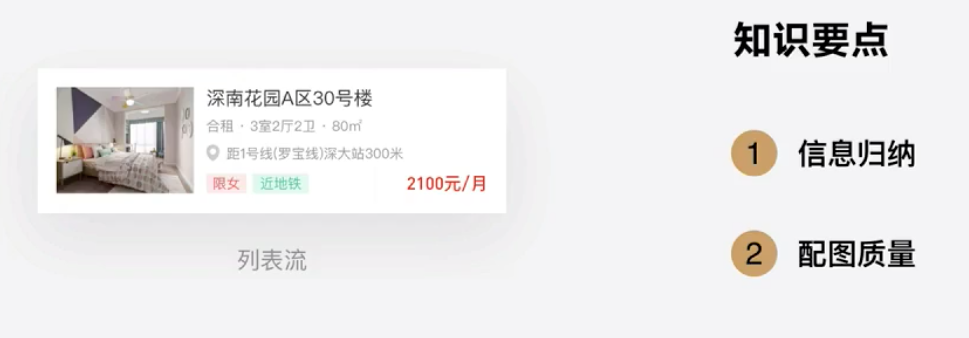 深南花园A区30号楼
合租 · 3室2厅2卫 · 80㎡
距1号线(罗宝线)深大站300米
限女 近地铁 2100元/月
列表流
知识要点
1 信息归纳
2 配图质量